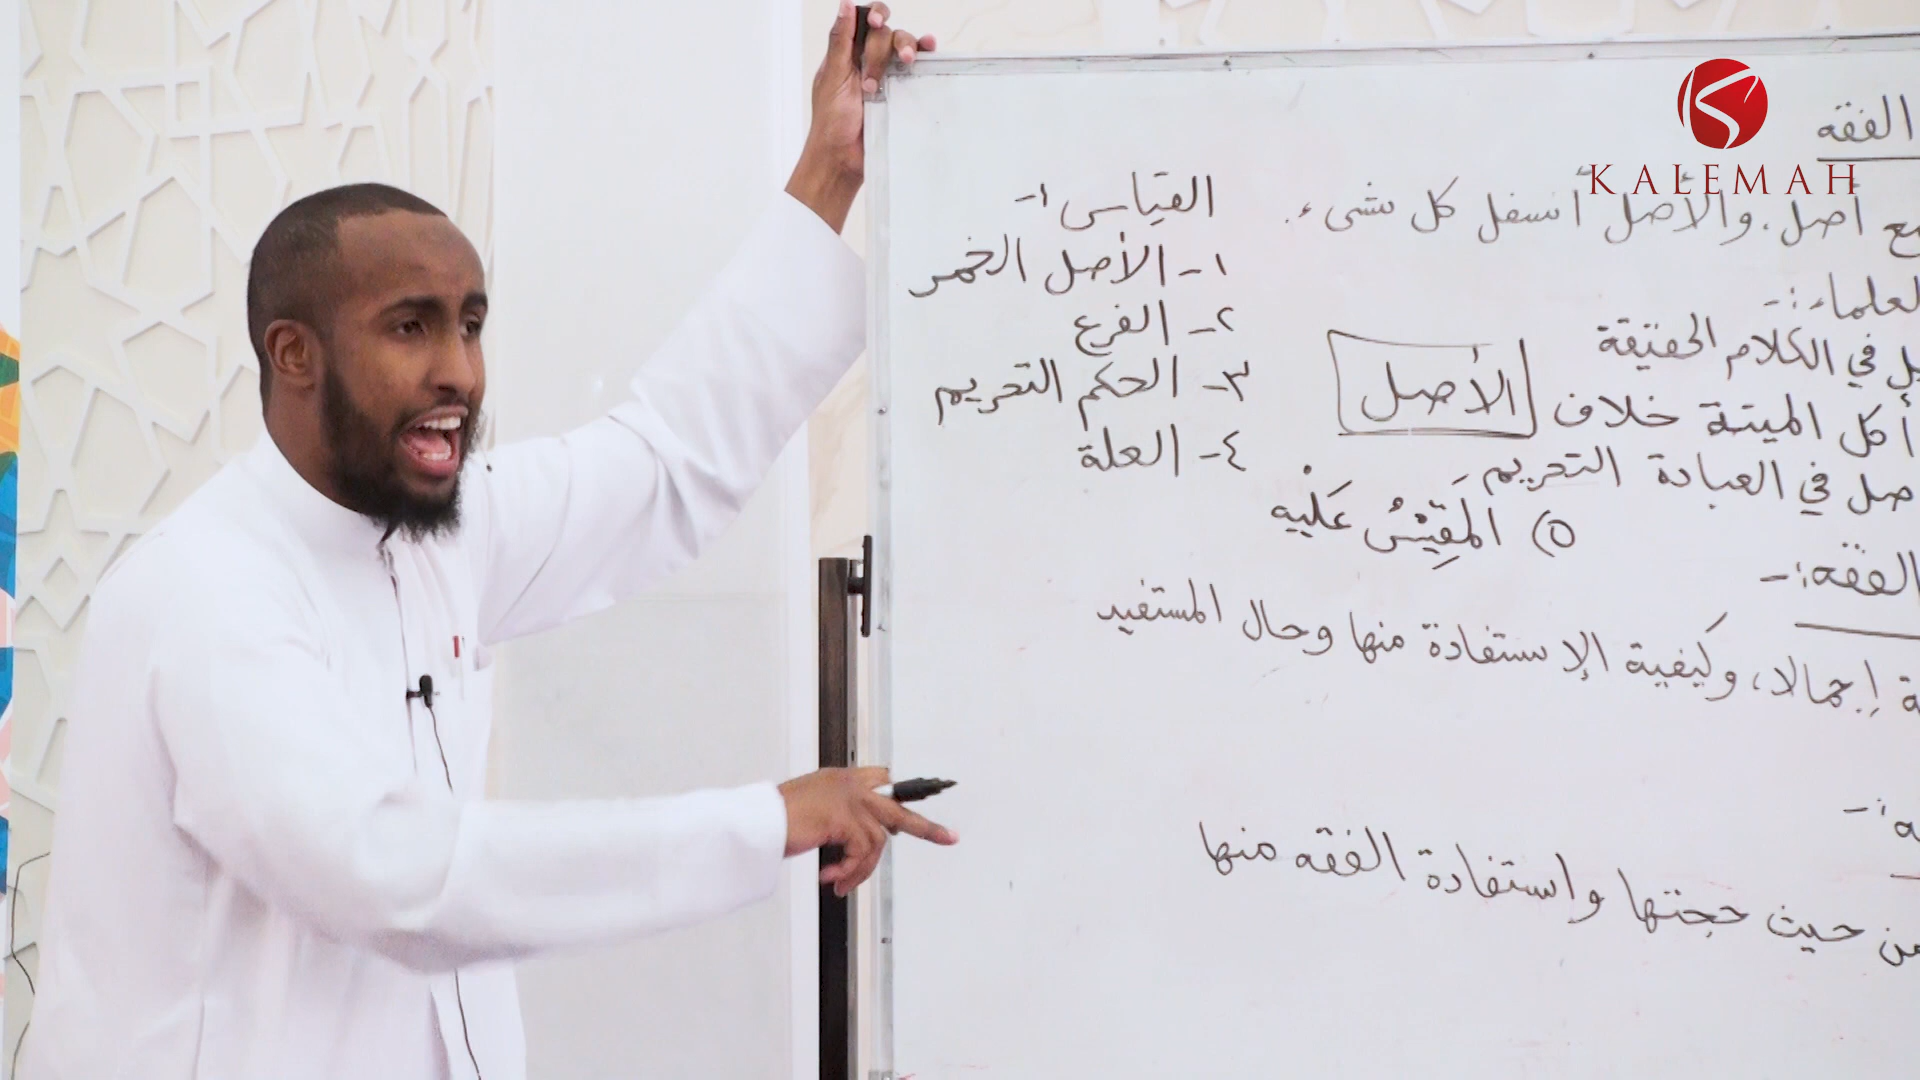 KALEMAH
الفقه
أصل. والأصل أسفل كل شيء.
القياس :-
١- الأصل الخمر
٢- الفرع
٣- الحكم التحريم
٤- العلة
العلماء :-
في الكلام الحقيقة
الأصل
أكل الميتة خلاف
في العبادة التحريم
٥) المَقِيْسُ عَلَيْه
الفقه :-
إجمالا، وكيفية الإستفادة منها وحال المستفيد
من حيث حجتها واستفادة الفقه منها